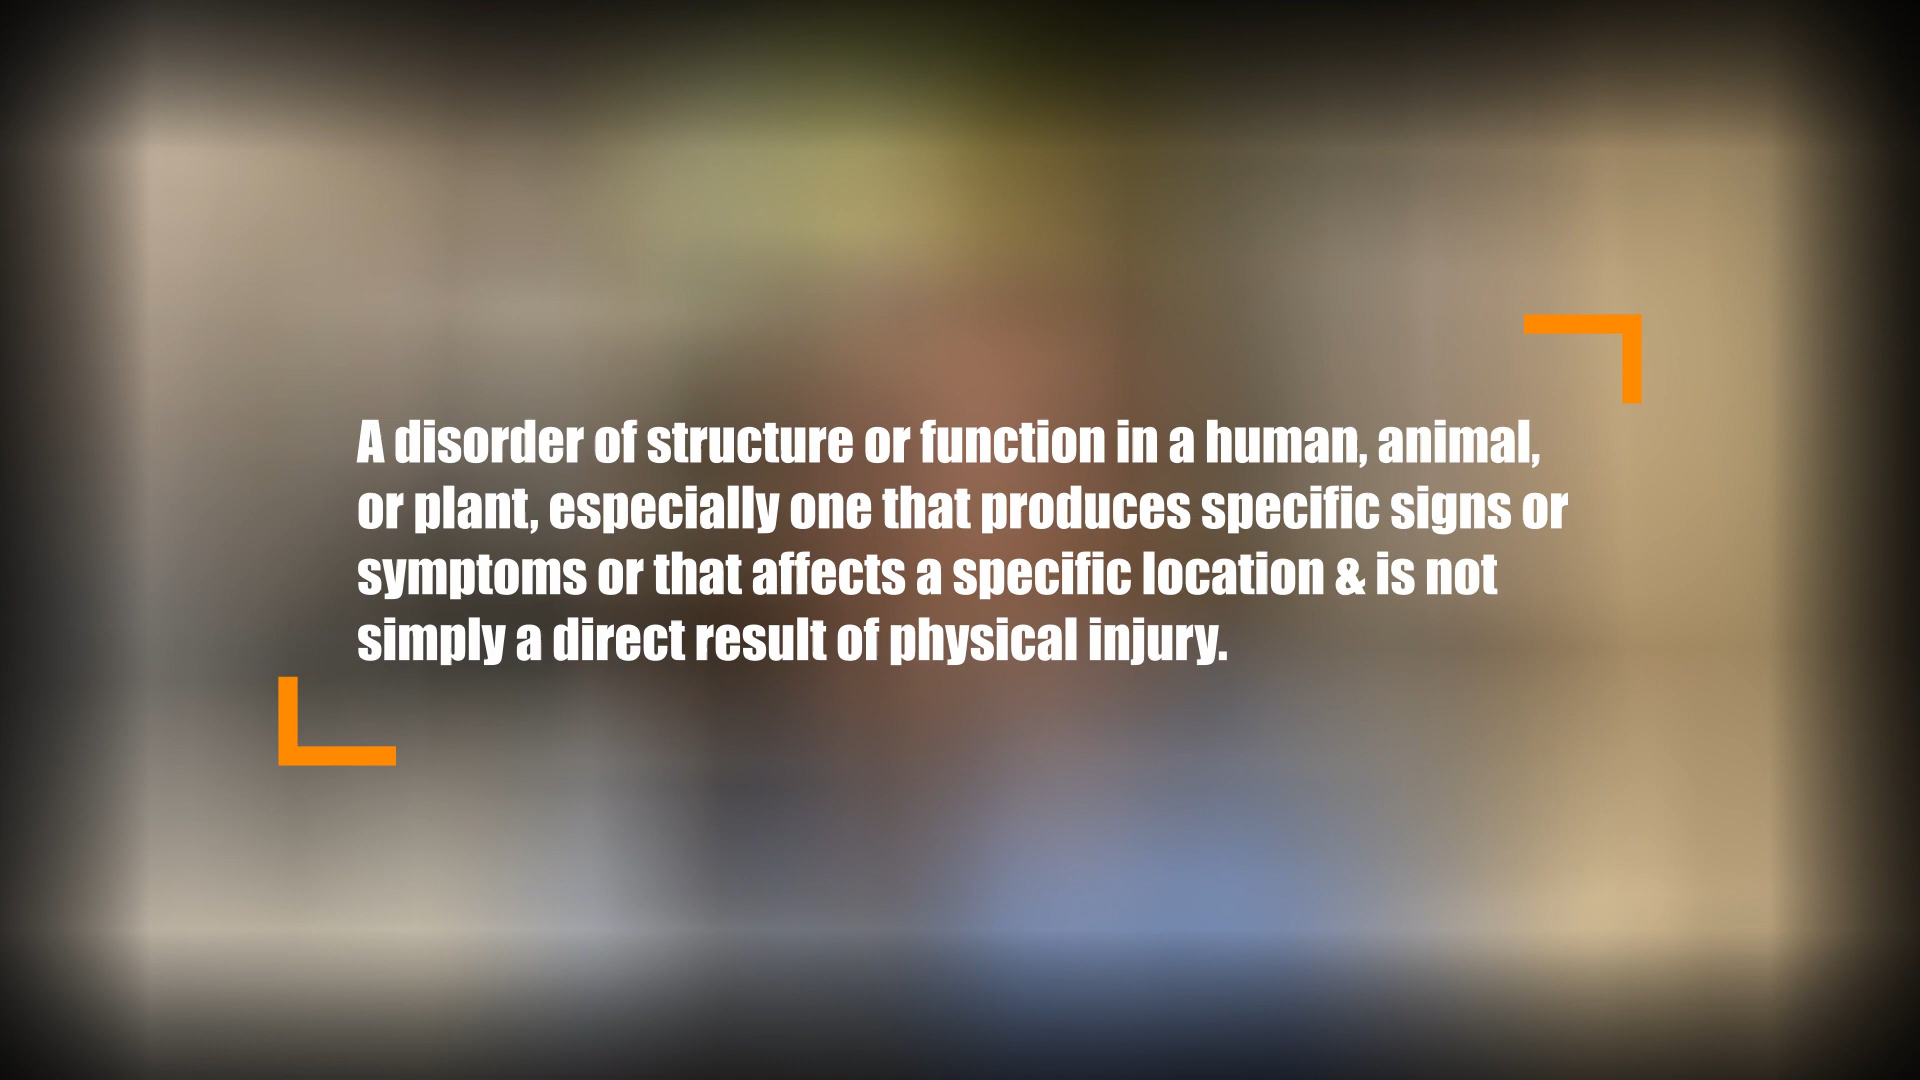 A disorder of structure or function in a human, animal,
or plant, especially one that produces specific signs or
symptoms or that affects a specific location & is not
simply a direct result of physical injury.